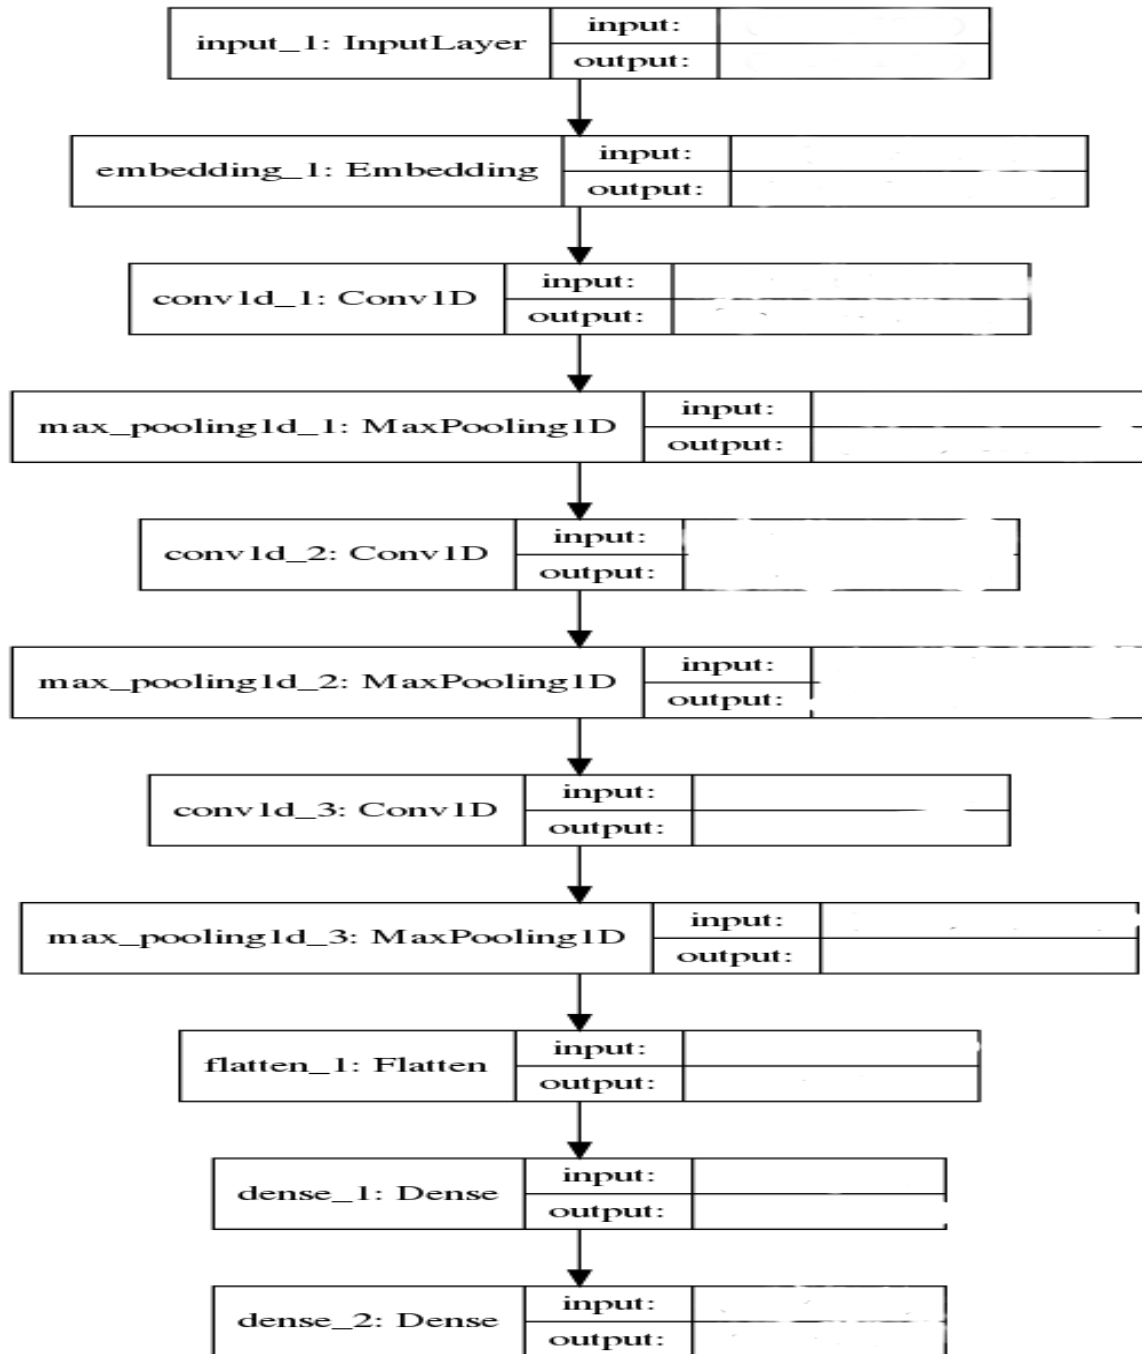 input_1: InputLayer
input:
output:
embedding_1: Embedding
input:
output:
conv1d_1: Conv1D
input:
output:
max_pooling1d_1: MaxPooling1D
input:
output:
conv1d_2: Conv1D
input:
output:
max_pooling1d_2: MaxPooling1D
input:
output:
conv1d_3: Conv1D
input:
output:
max_pooling1d_3: MaxPooling1D
input:
output:
flatten_1: Flatten
input:
output:
dense_1: Dense
input:
output:
dense_2: Dense
input:
output: